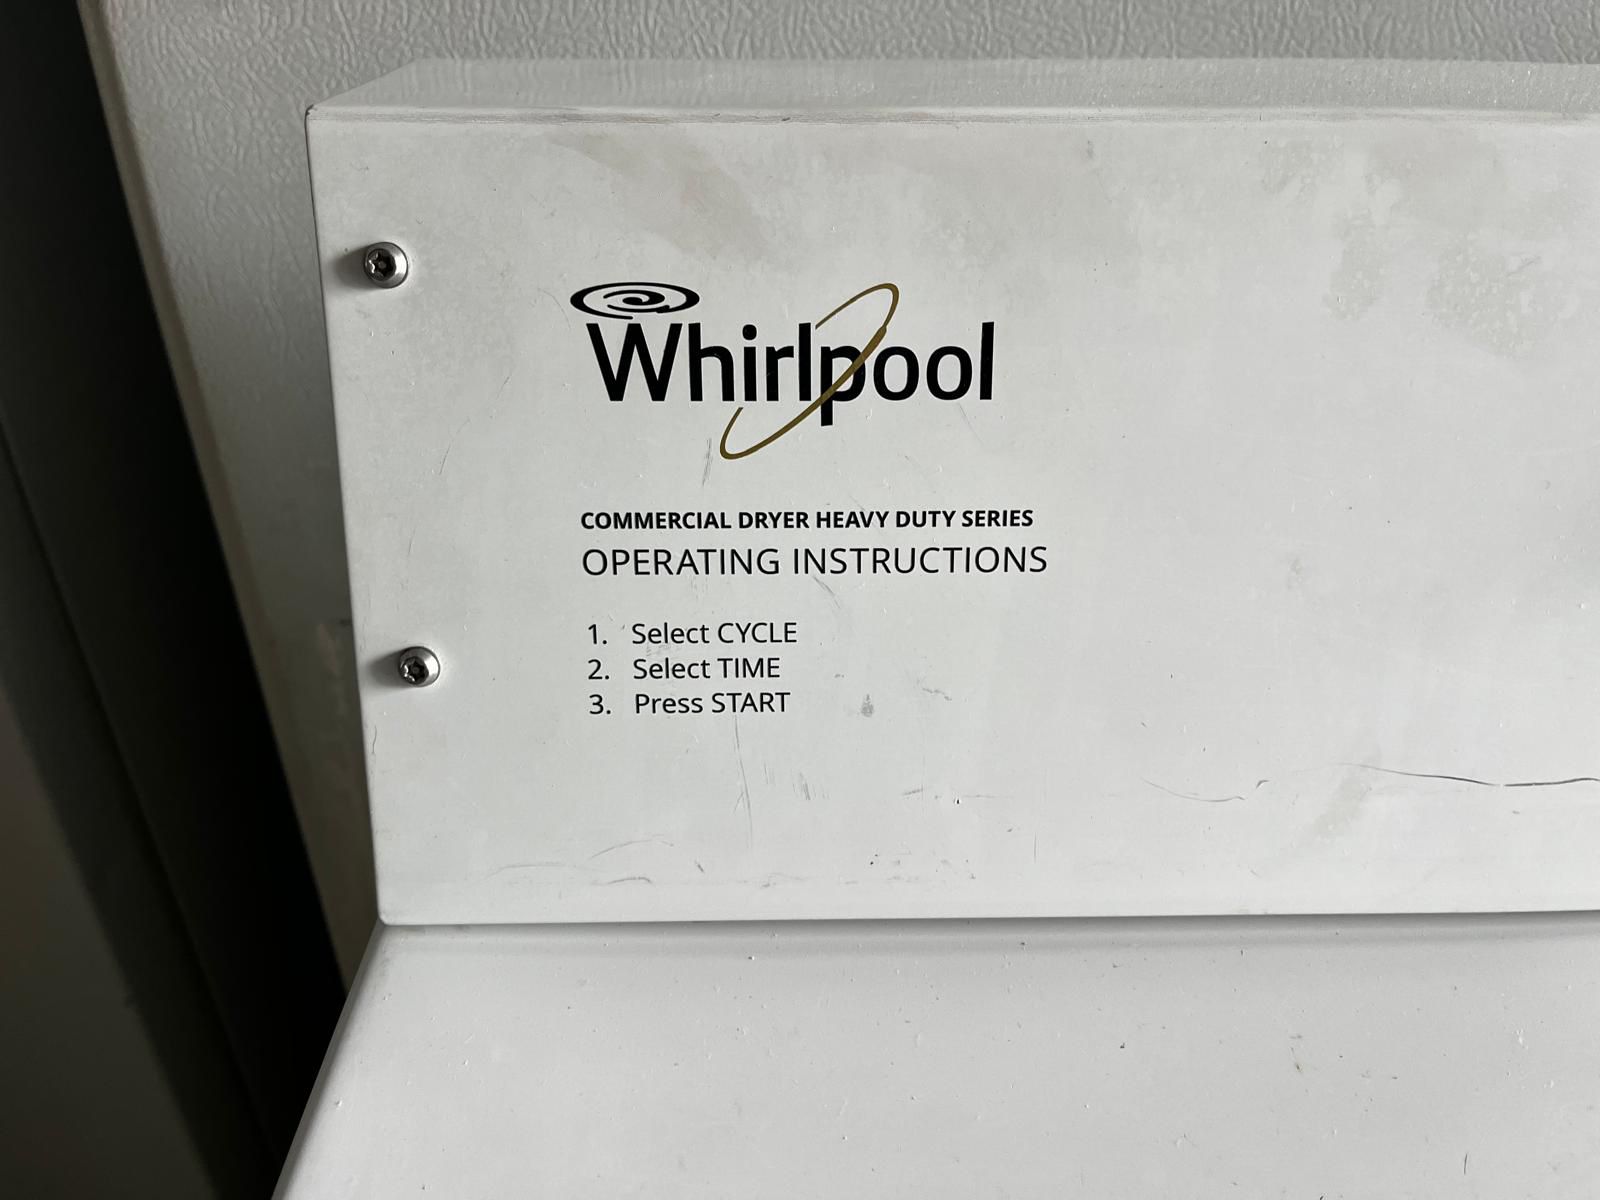 Whirlpool
COMMERCIAL DRYER HEAVY DUTY SERIES
OPERATING INSTRUCTIONS
1. Select CYCLE
2. Select TIME
3. Press START